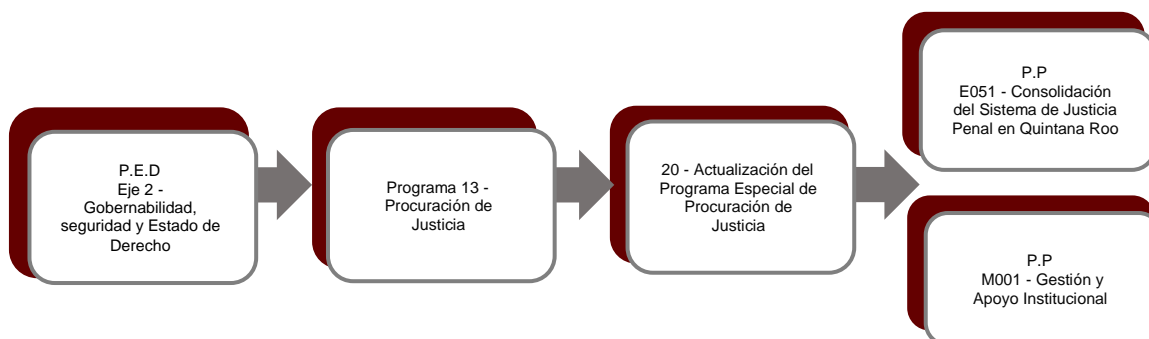 P.E.D
Eje 2 -
Gobernabilidad,
seguridad y Estado de
Derecho
Programa 13 -
Procuración de
Justicia
20 - Actualización del
Programa Especial de
Procuración de
Justicia
P.P
E051 - Consolidación
del Sistema de Justicia
Penal en Quintana Roo
P.P
M001 - Gestión y
Apoyo Institucional